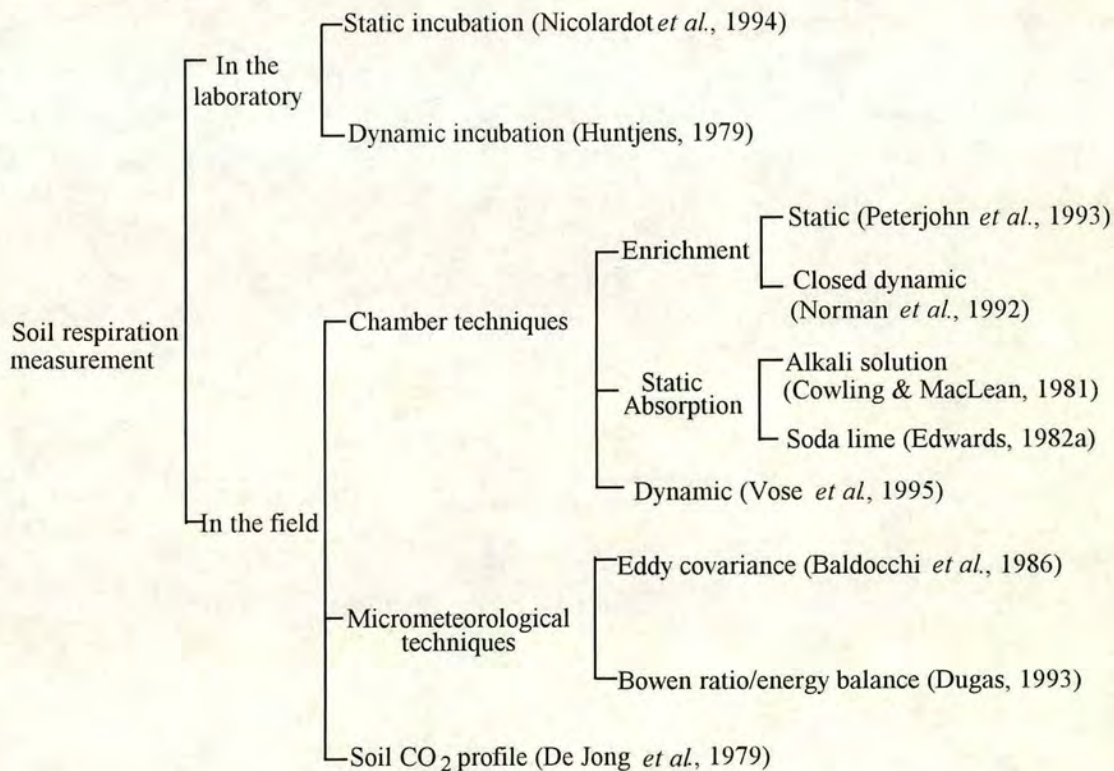 Static incubation (Nicolardot et al., 1994)
In the
laboratory
Dynamic incubation (Huntjens, 1979)
Static (Peterjohn et al., 1993)
Enrichment
Closed dynamic
(Norman et al., 1992)
Chamber techniques
Soil respiration
measurement
Alkali solution
(Cowling & MacLean, 1981)
Static
Absorption
Soda lime (Edwards, 1982a)
Dynamic (Vose et al., 1995)
In the field
Eddy covariance (Baldocchi et al., 1986)
Micrometeorological
techniques
Bowen ratio/energy balance (Dugas, 1993)
Soil CO₂ profile (De Jong et al., 1979)